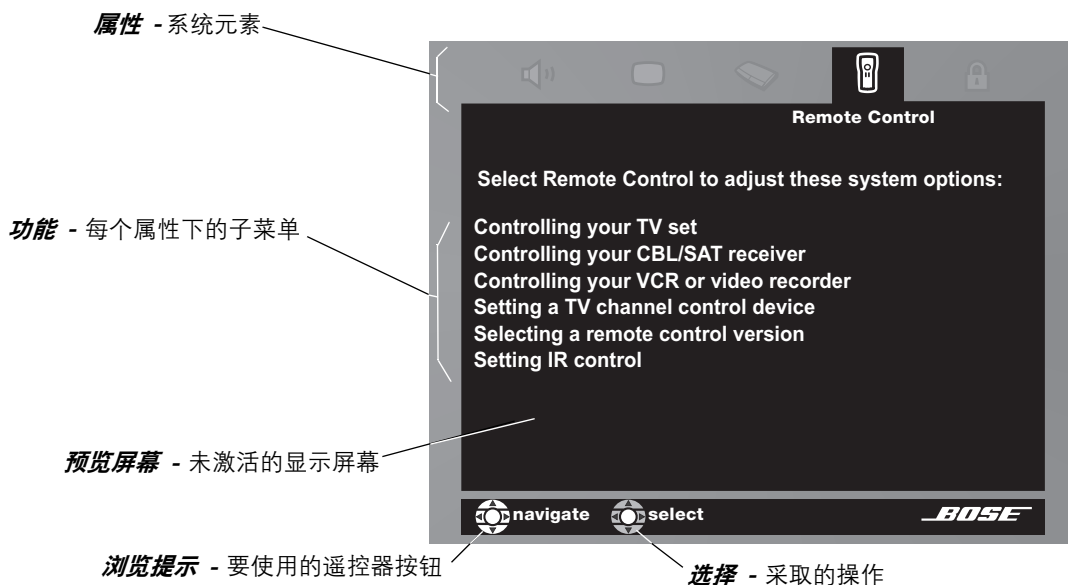 属性 - 系统元素
Remote Control
Select Remote Control to adjust these system options:
功能 - 每个属性下的子菜单
Controlling your TV set
Controlling your CBL/SAT receiver
Controlling your VCR or video recorder
Setting a TV channel control device
Selecting a remote control version
Setting IR control
预览屏幕 - 未激活的显示屏幕
navigate select BOSE
浏览提示 - 要使用的遥控器按钮
选择 - 采取的操作